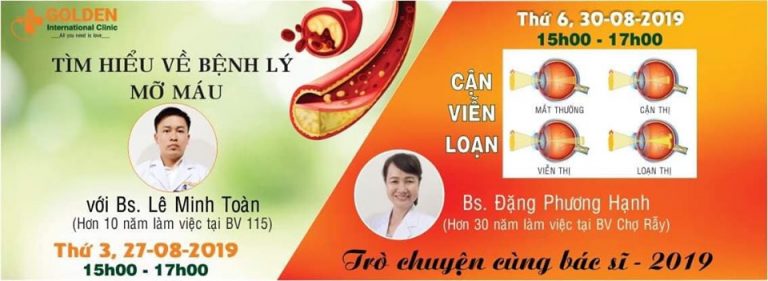 GOLDEN
International Clinic
All you need is love
TÌM HIỂU VỀ BỆNH LÝ
MỠ MÁU
với Bs. Lê Minh Toàn
(Hơn 10 năm làm việc tại BV 115)
Thứ 3, 27-08-2019
15h00 - 17h00
Thứ 6, 30-08-2019
15h00 - 17h00
CẬN
VIỄN
LOẠN
MẮT THƯỜNG
CẬN THỊ
VIỄN THỊ
LOẠN THỊ
Bs. Đặng Phương Hạnh
(Hơn 30 năm làm việc tại BV Chợ Rẫy)
Trò chuyện cùng bác sĩ - 2019